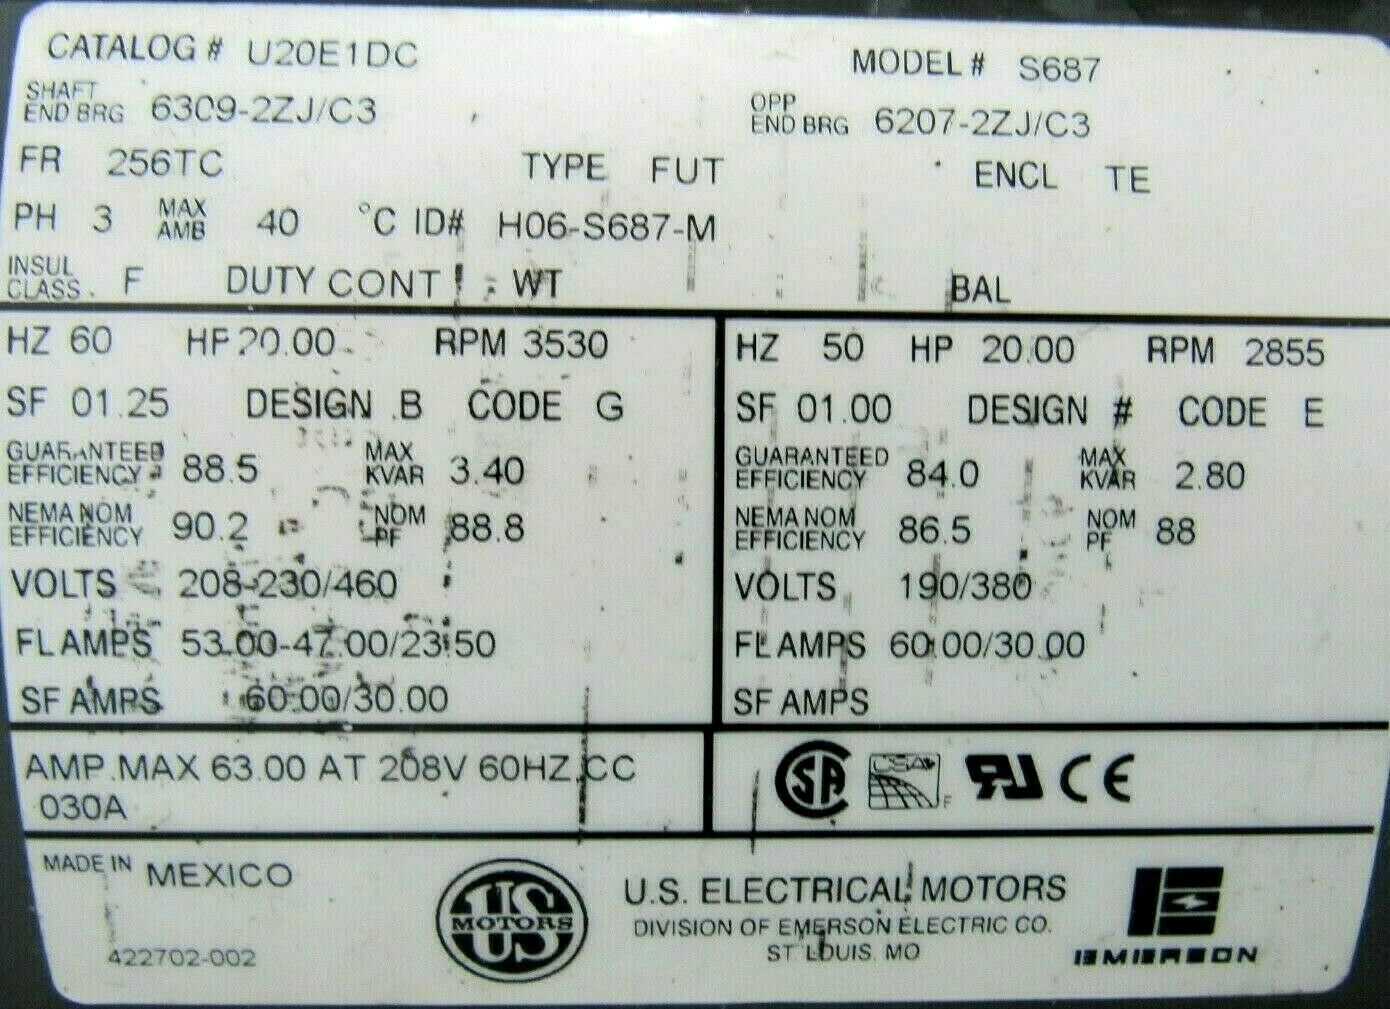 CATALOG # U20E1DC MODEL # S687
SHAFT END BRG 6309-2ZJ/C3 OPP END BRG 6207-2ZJ/C3
FR 256TC TYPE FUT ENCL TE
PH 3 MAX AMB 40 °C ID# H06-S687-M
INSUL CLASS F DUTY CONT WT BAL
HZ 60 HP 20.00 RPM 3530
SF 01.25 DESIGN B CODE G
GUARANTEED EFFICIENCY 88.5 MAX KVAR 3.40
NEMA NOM EFFICIENCY 90.2 NOM PF 88.8
VOLTS 208-230/460
FL AMPS 53.00-47.00/23.50
SF AMPS 60.00/30.00
HZ 50 HP 20.00 RPM 2855
SF 01.00 DESIGN # CODE E
GUARANTEED EFFICIENCY 84.0 MAX KVAR 2.80
NEMA NOM EFFICIENCY 86.5 NOM PF 88
VOLTS 190/380
FL AMPS 60.00/30.00
SF AMPS
AMP MAX 63.00 AT 208V 60HZ,CC
030A
SA CE
MADE IN MEXICO
422702-002
US MOTORS
U.S. ELECTRICAL MOTORS
DIVISION OF EMERSON ELECTRIC CO.
ST. LOUIS, MO
EMERSON